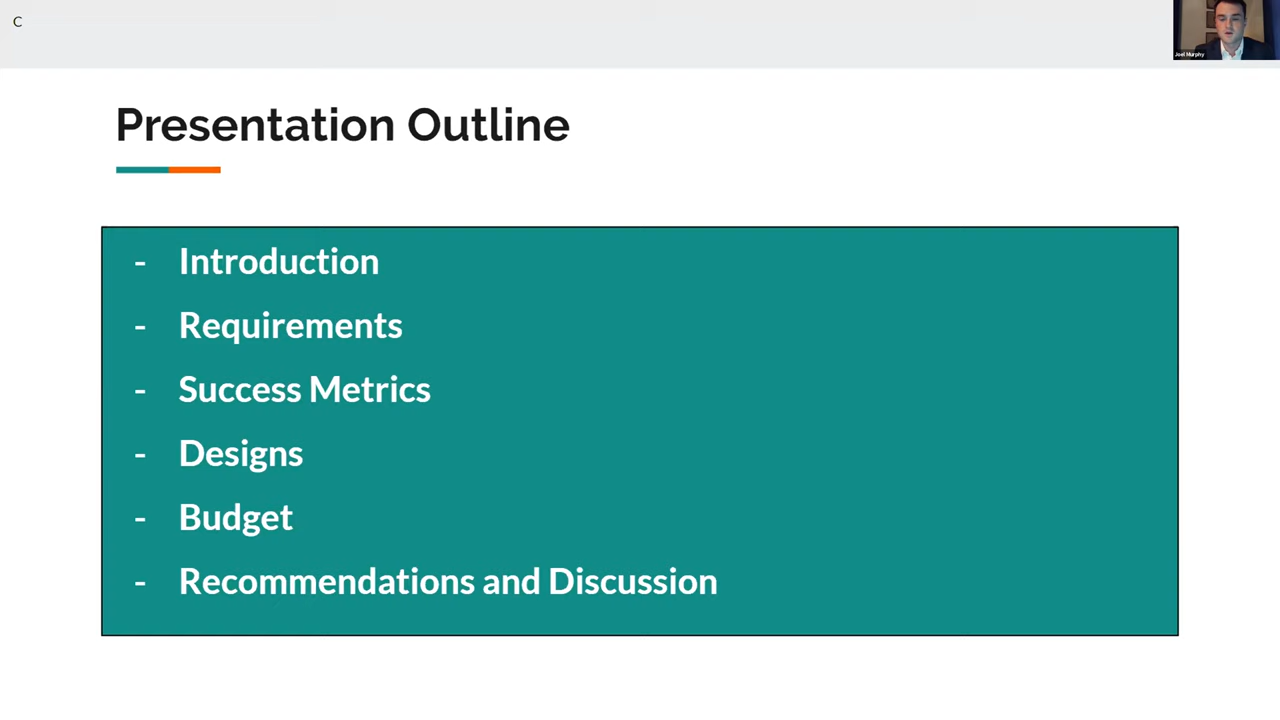 C
Joel Murphy
Presentation Outline
- Introduction
- Requirements
- Success Metrics
- Designs
- Budget
- Recommendations and Discussion